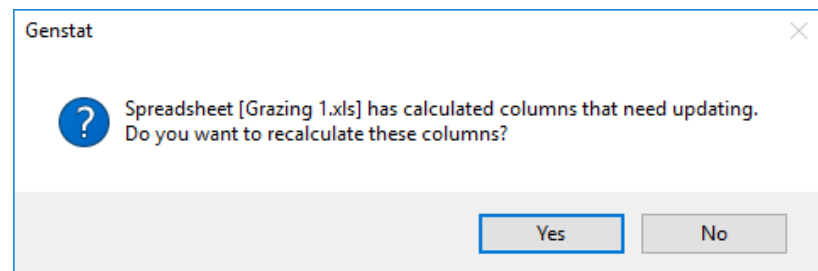 Genstat
Spreadsheet [Grazing 1.xls] has calculated columns that need updating.
Do you want to recalculate these columns?
Yes
No